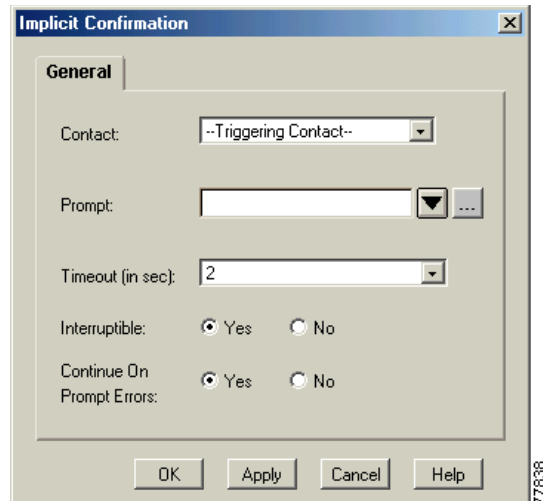 Implicit Confirmation
General
Contact: --Triggering Contact--
Prompt: ...
Timeout (in sec): 2
Interruptible: Yes No
Continue On
Prompt Errors: Yes No
OK Apply Cancel Help